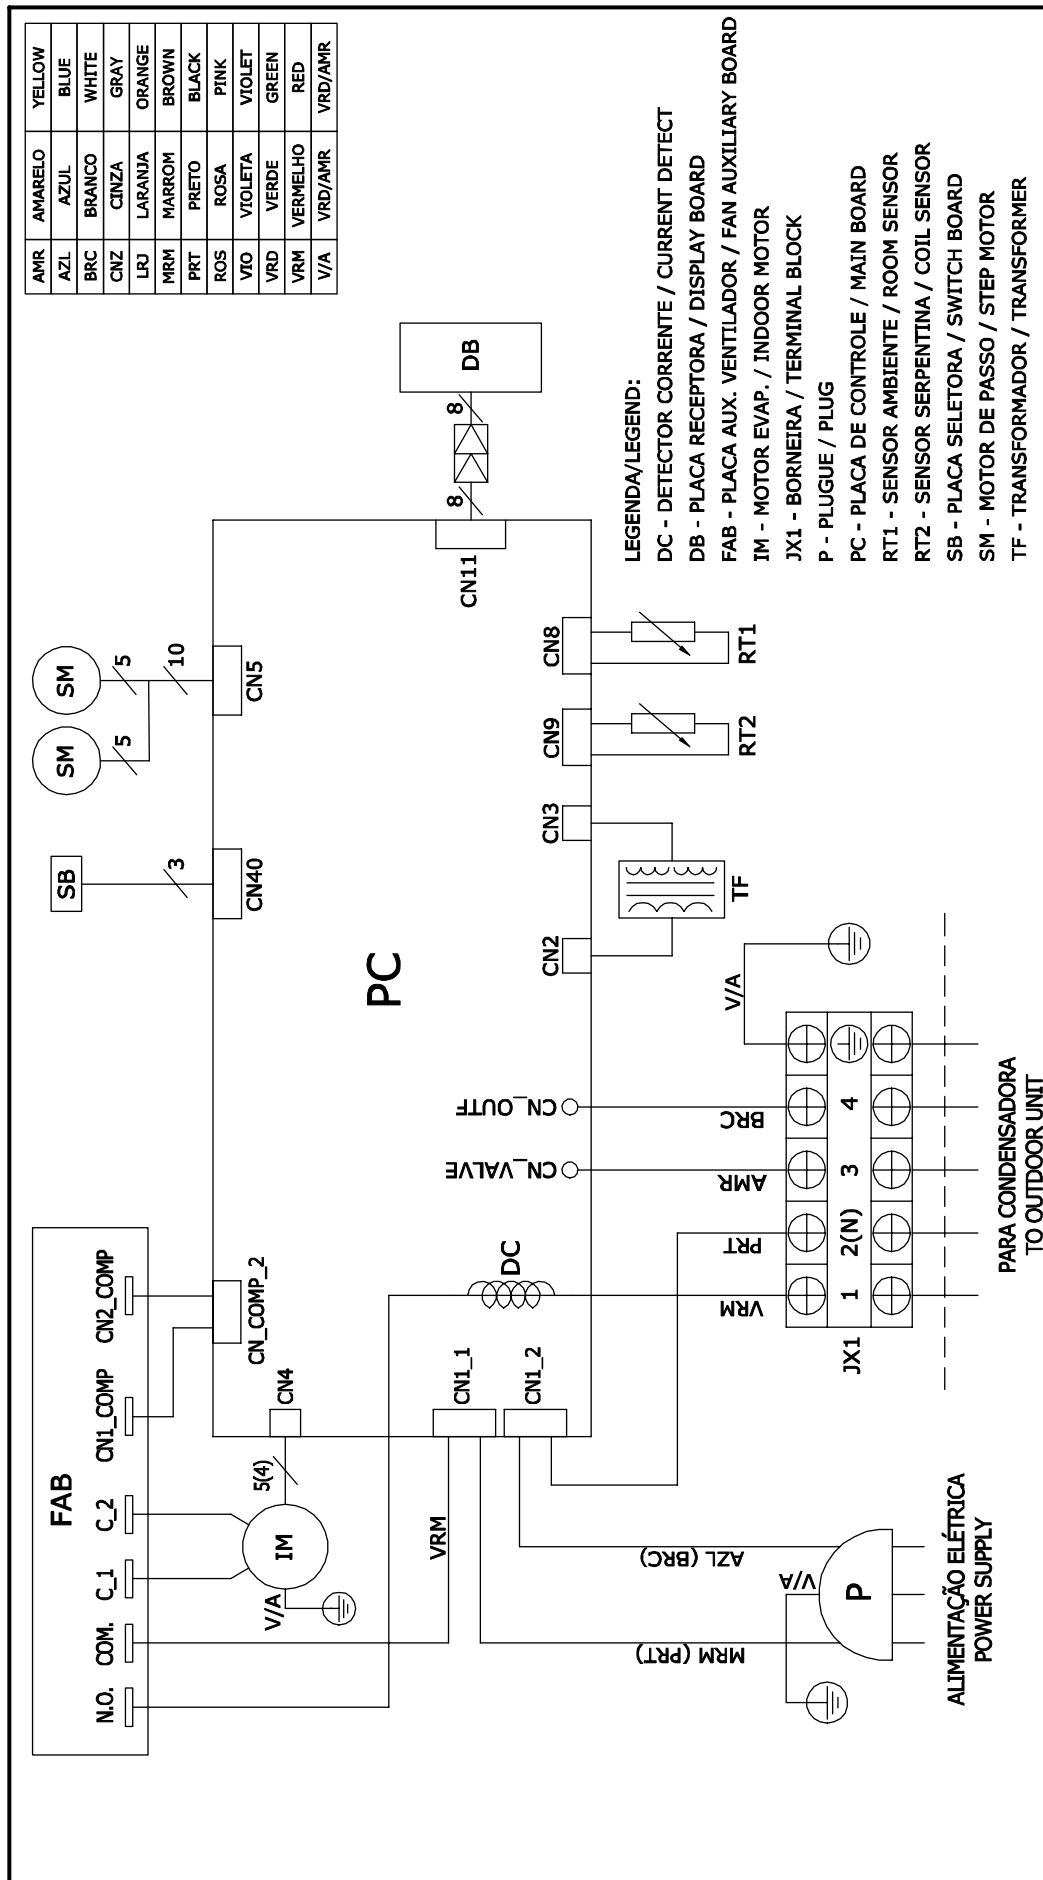 AMR AMARELO YELLOW
AZL AZUL BLUE
BRC BRANCO WHITE
CNZ CINZA GRAY
LRJ LARANJA ORANGE
MRM MARROM BROWN
PRT PRETO BLACK
ROS ROSA PINK
VIO VIOLETA VIOLET
VRD VERDE GREEN
VRM VERMELHO RED
V/A VRD/AMR VRD/AMR
FAB
N.O.
COM.
C_1
C_2
CN1_COMP
CN2_COMP
SB
SM
SM
3
5
5
10
V/A
IM
5(4)
CN4
CN_COMP_2
CN40
CN5
PC
DB
8
8
CN11
VRM
CN1_1
CN1_2
DC
CN_VALVE
CN_OUTF
CN2
CN3
CN9
CN8
MRM (PRT)
AZL (BRC)
V/A
P
VRM
PRT
AMR
BRC
V/A
TF
RT2
RT1
JX1
1
2(N)
3
4
ALIMENTAÇÃO ELÉTRICA
POWER SUPPLY
PARA CONDENSADORA
TO OUTDOOR UNIT
LEGENDA/LEGEND:
DC - DETECTOR CORRENTE / CURRENT DETECT
DB - PLACA RECEPTORA / DISPLAY BOARD
FAB - PLACA AUX. VENTILADOR / FAN AUXILIARY BOARD
IM - MOTOR EVAP. / INDOOR MOTOR
JX1 - BORNEIRA / TERMINAL BLOCK
P - PLUGUE / PLUG
PC - PLACA DE CONTROLE / MAIN BOARD
RT1 - SENSOR AMBIENTE / ROOM SENSOR
RT2 - SENSOR SERPENTINA / COIL SENSOR
SB - PLACA SELETORA / SWITCH BOARD
SM - MOTOR DE PASSO / STEP MOTOR
TF - TRANSFORMADOR / TRANSFORMER